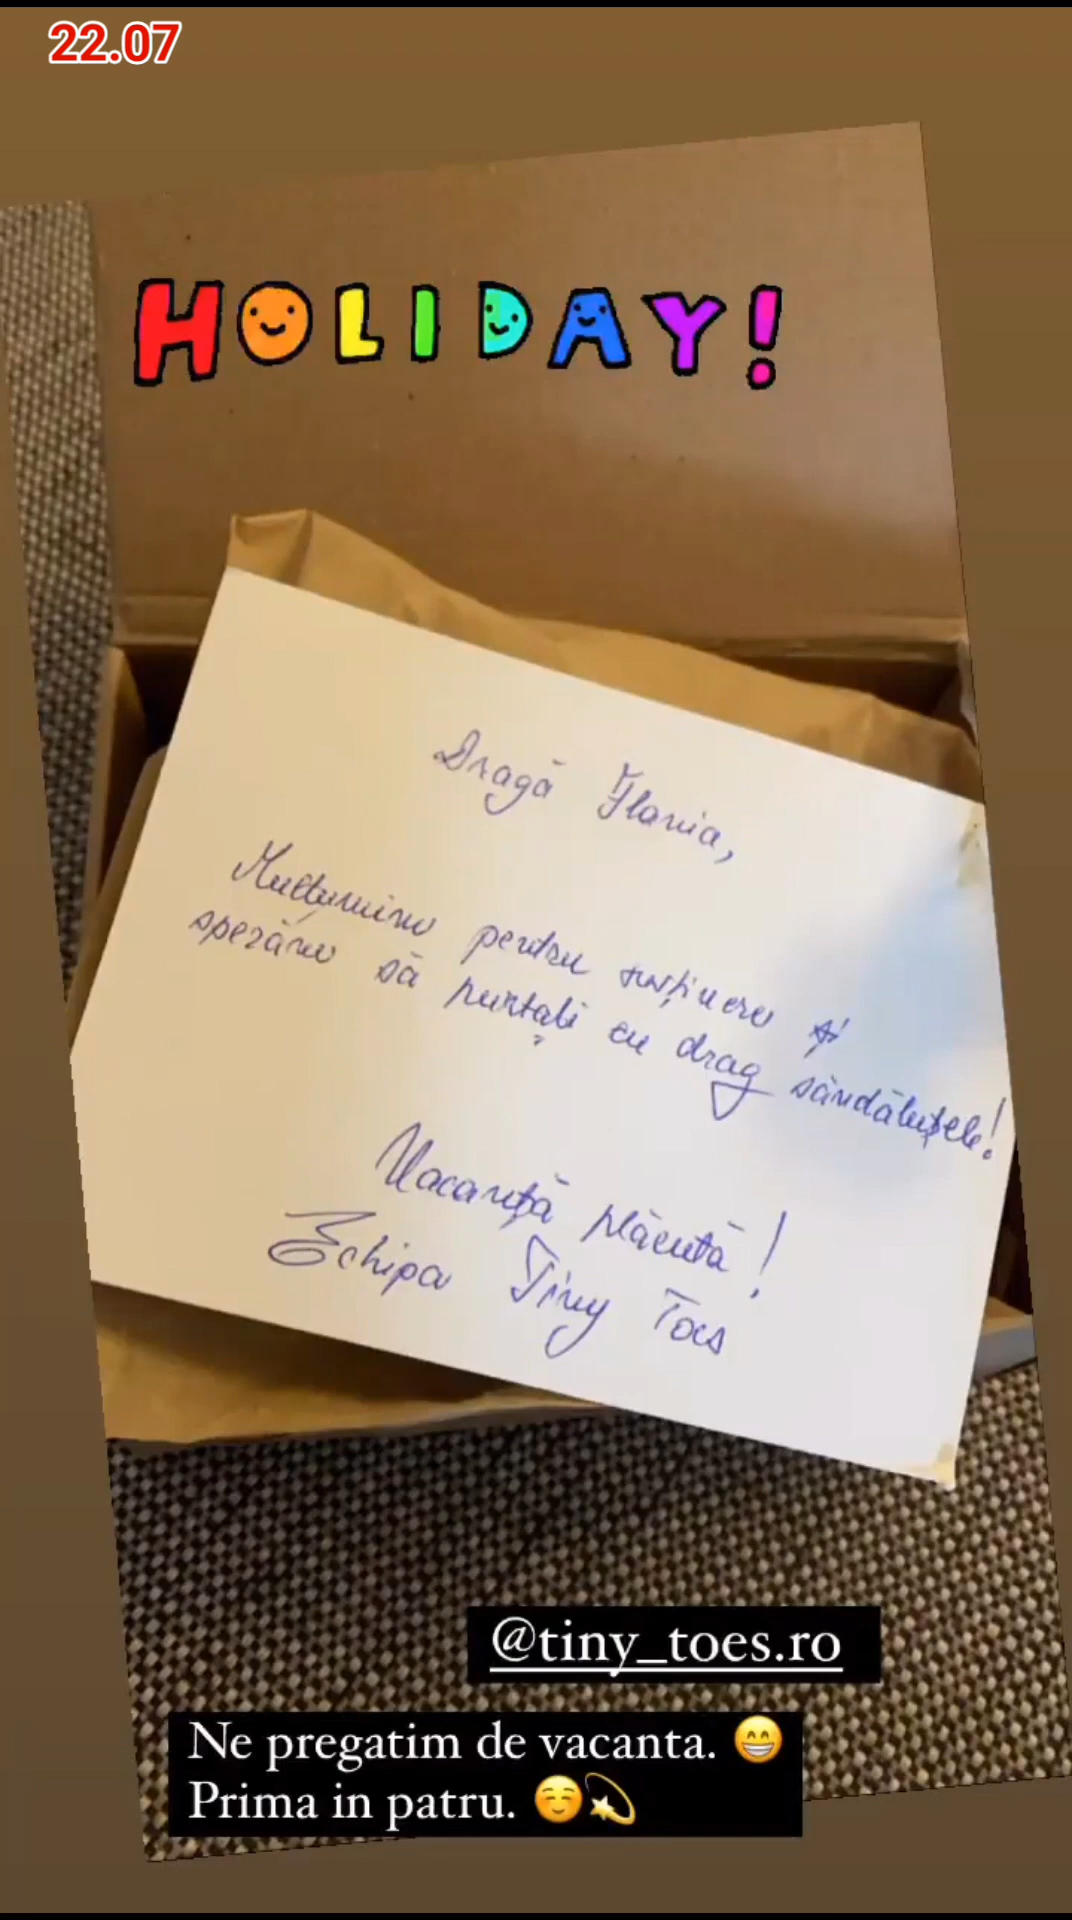 22.07
HOLIDAY!
Dragă Flavia,
Mulțumim pentru susținere și
sperăm să purtați cu drag săndăluțele!
Vacanță plăcută!
Echipa Tiny Toes
@tiny_toes.ro
Ne pregatim de vacanta. 😁
Prima in patru. ☺️💫